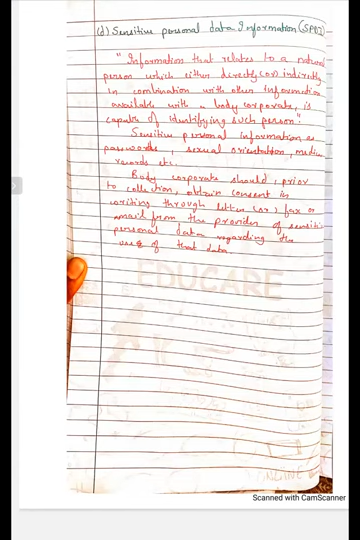 (d) Sensitive personal data Information (SPDI)
" Information that relates to a natural
person which either directly (or) indirectly
in combination with other information
available with a body corporate, is
capable of identifying such person".
Sensitive personal information is
passwords, sexual orientation, medical
records etc.
Body corporate should, prior
to collection, obtain consent in
writing through letter (or) fax or
email from the provider of sensitive
personal data regarding the
use of that data.
EDUCARE
Scanned with CamScanner